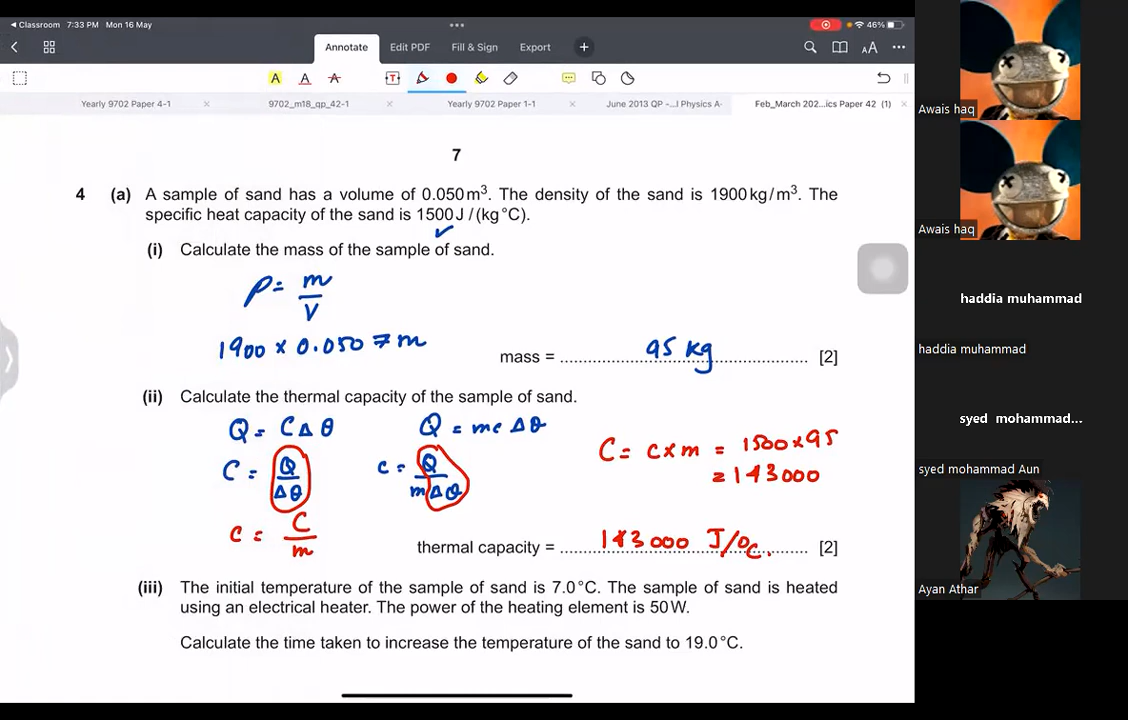 Classroom 7:33 PM Mon 16 May
46%
Annotate Edit PDF Fill & Sign Export
AA
A A A T
Yearly 9702 Paper 4-1 × 9702_m18_qp_42-1 × Yearly 9702 Paper 1-1 × June 2013 QP -...l Physics A- Feb_March 202...ics Paper 42 (1) ×
7
4 (a) A sample of sand has a volume of 0.050 m³. The density of the sand is 1900 kg/m³. The
specific heat capacity of the sand is 1500 J/(kg °C).
(i) Calculate the mass of the sample of sand.
ρ = m/V
1900 × 0.050 = m
mass = 95 kg [2]
(ii) Calculate the thermal capacity of the sample of sand.
Q = C Δ θ Q = mc Δθ
C = Q/Δθ c = Q/mΔθ C = c × m = 1500 × 95
= 143000
c = C/m
thermal capacity = 143000 J/°C. [2]
(iii) The initial temperature of the sample of sand is 7.0 °C. The sample of sand is heated
using an electrical heater. The power of the heating element is 50 W.
Calculate the time taken to increase the temperature of the sand to 19.0 °C.
Awais haq
Awais haq
haddia muhammad
haddia muhammad
syed mohammad...
syed mohammad Aun
Ayan Athar